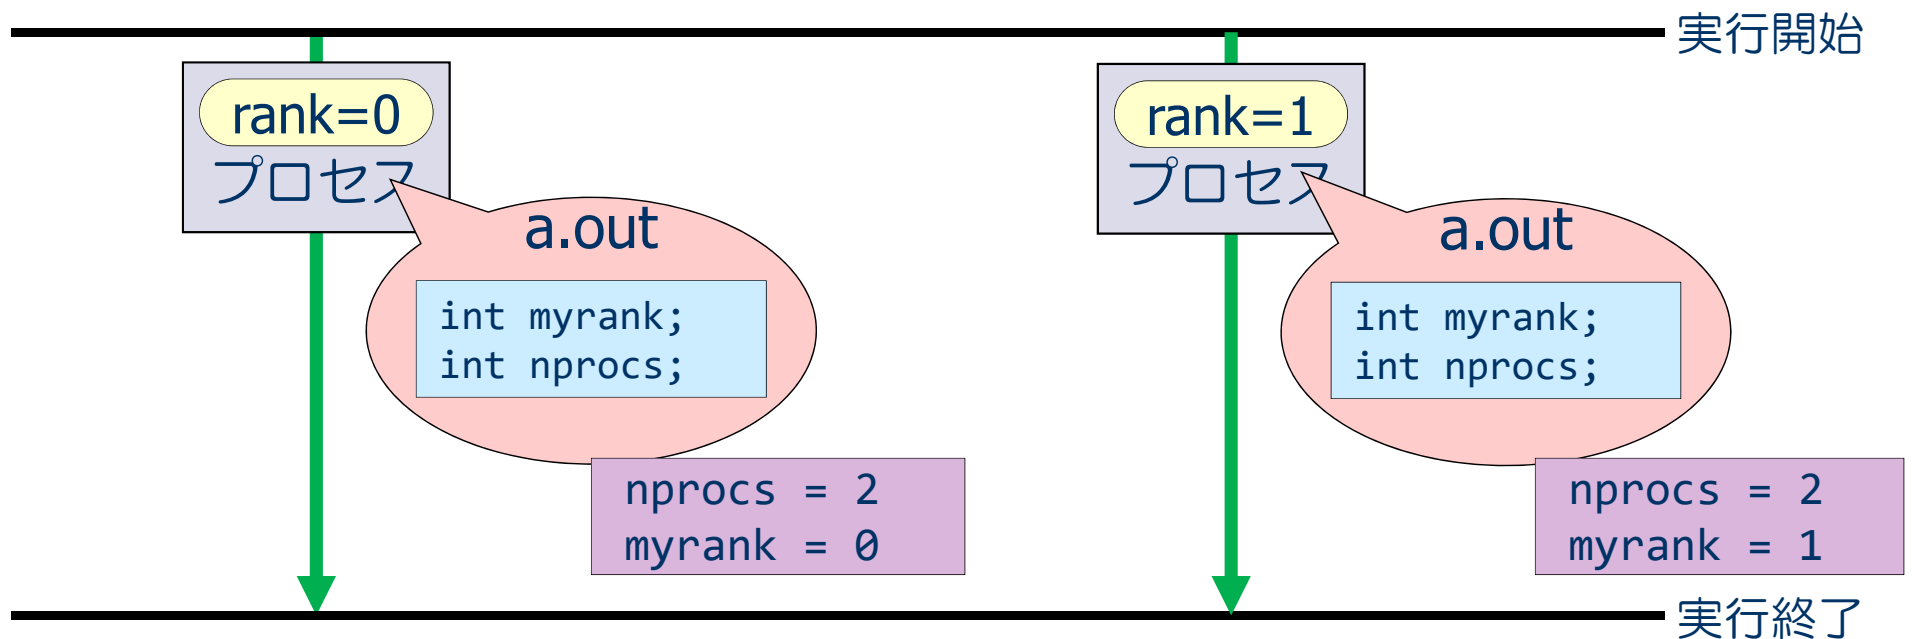 実行開始
rank=0
プロセス
a.out
int myrank;
int nprocs;
nprocs = 2
myrank = 0
rank=1
プロセス
a.out
int myrank;
int nprocs;
nprocs = 2
myrank = 1
実行終了